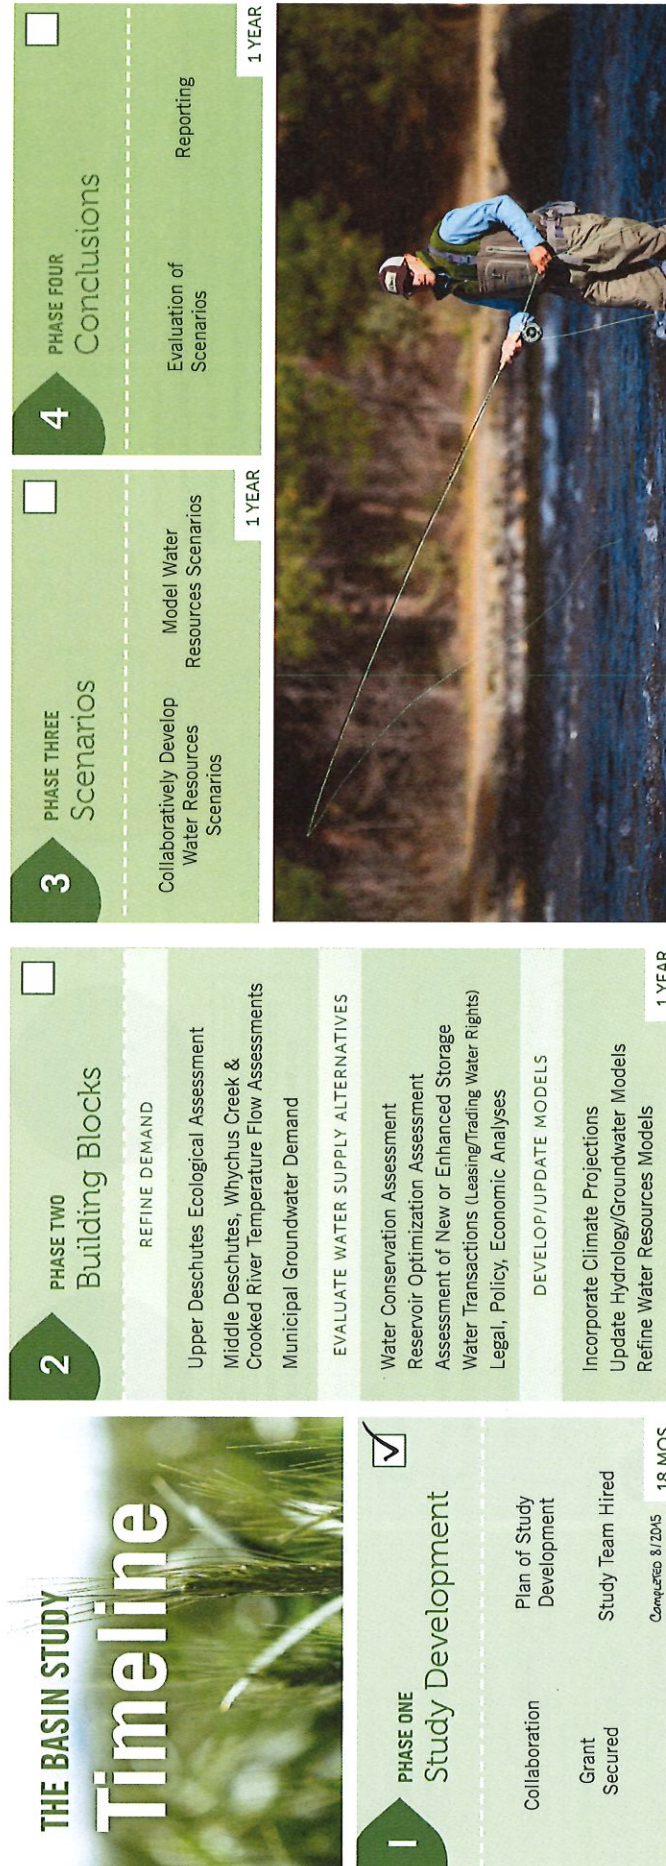 THE BASIN STUDY
Timeline
1
PHASE ONE
Study Development
Collaboration
Plan of Study
Development
Grant
Secured
Study Team Hired
COMPLETED 8/2015
18 MOS
2
PHASE TWO
Building Blocks
REFINE DEMAND
Upper Deschutes Ecological Assessment
Middle Deschutes, Whychus Creek &
Crooked River Temperature Flow Assessments
Municipal Groundwater Demand
EVALUATE WATER SUPPLY ALTERNATIVES
Water Conservation Assessment
Reservoir Optimization Assessment
Assessment of New or Enhanced Storage
Water Transactions (Leasing/Trading Water Rights)
Legal, Policy, Economic Analyses
DEVELOP/UPDATE MODELS
Incorporate Climate Projections
Update Hydrology/Groundwater Models
Refine Water Resources Models
1 YEAR
3
PHASE THREE
Scenarios
Collaboratively Develop
Water Resources
Scenarios
Model Water
Resources Scenarios
1 YEAR
4
PHASE FOUR
Conclusions
Evaluation of
Scenarios
Reporting
1 YEAR